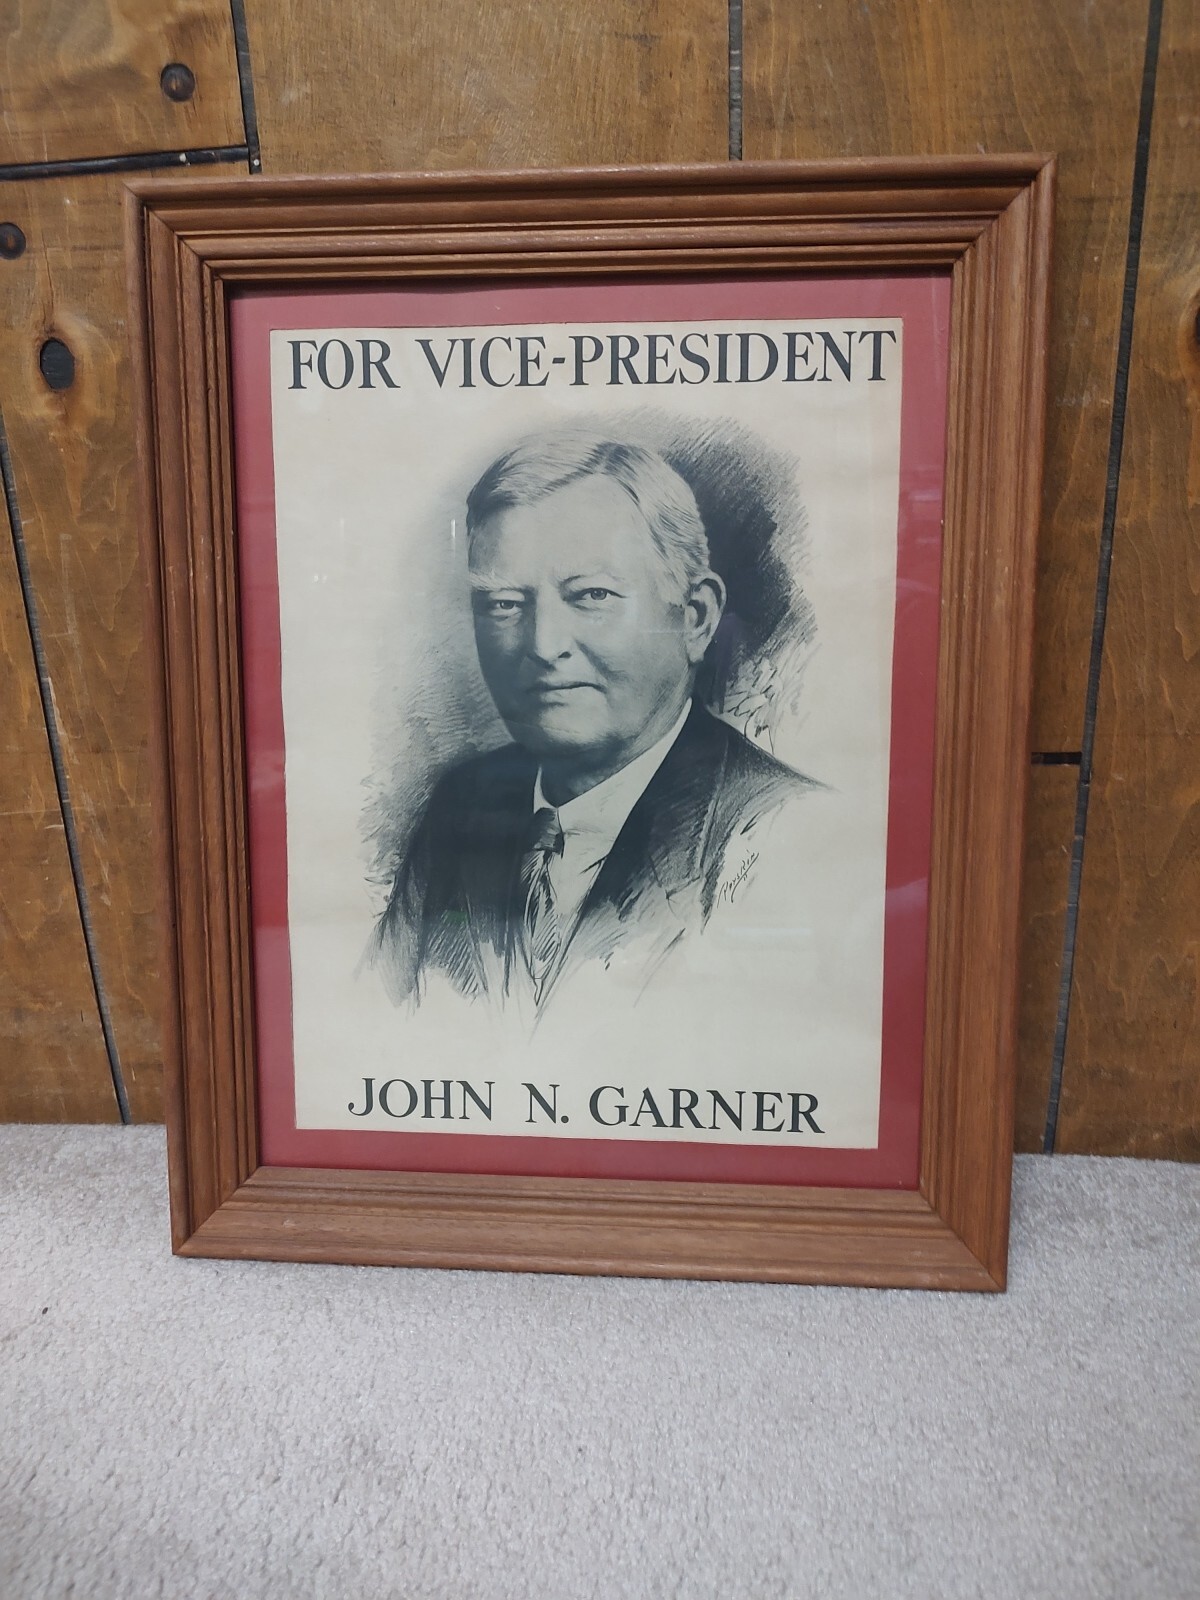 FOR VICE-PRESIDENT
JOHN N. GARNER